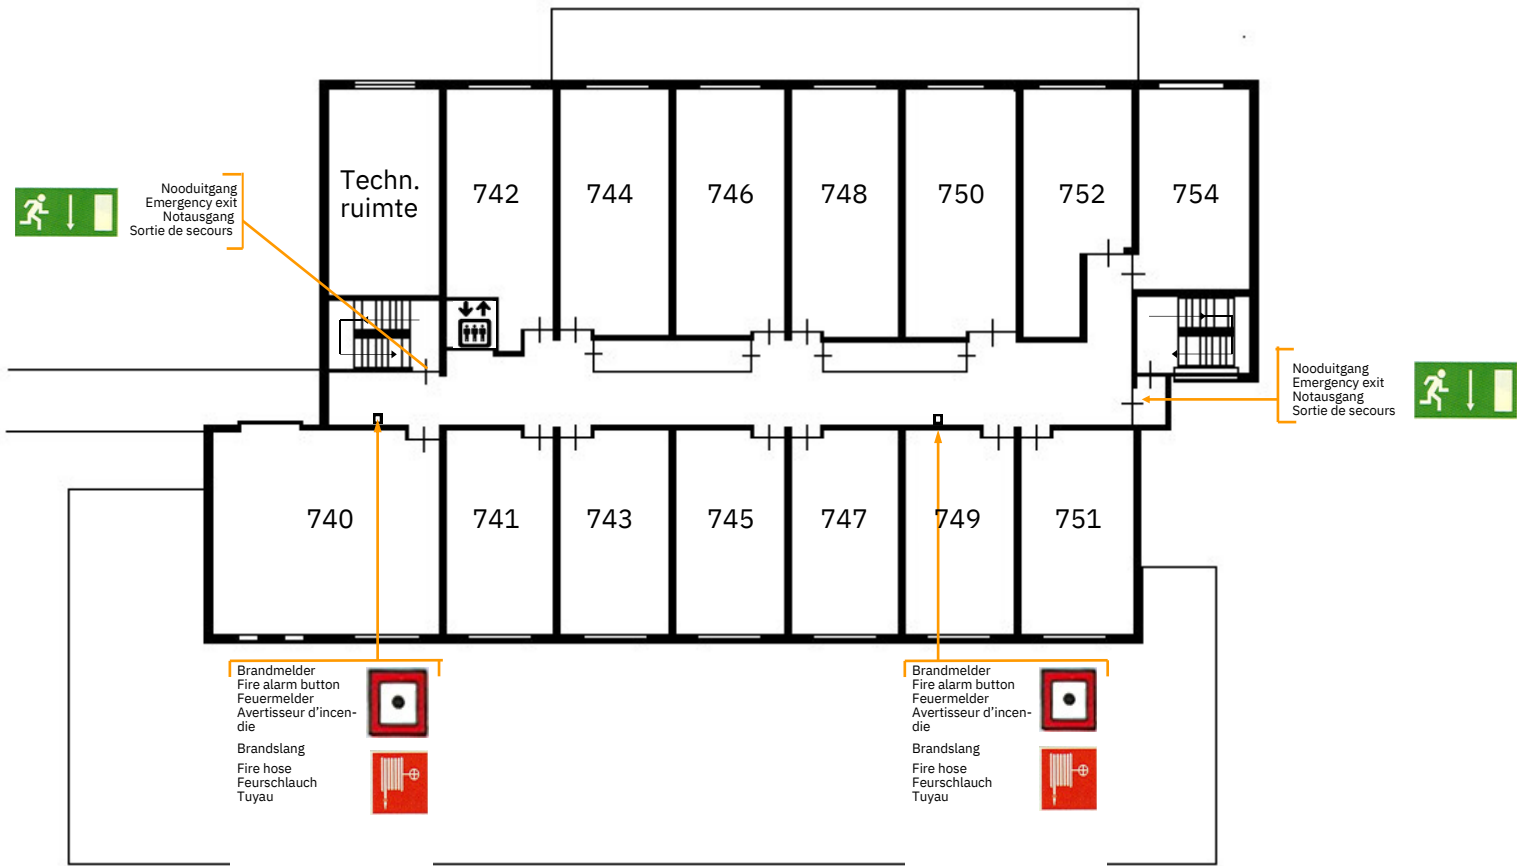 Techn.
ruimte
742
744
746
748
750
752
754
Nooduitgang
Emergency exit
Notausgang
Sortie de secours
Nooduitgang
Emergency exit
Notausgang
Sortie de secours
740
741
743
745
747
749
751
Brandmelder
Fire alarm button
Feuermelder
Avertisseur d'incen-
die
Brandslang
Fire hose
Feurschlauch
Tuyau
Brandmelder
Fire alarm button
Feuermelder
Avertisseur d'incen-
die
Brandslang
Fire hose
Feurschlauch
Tuyau